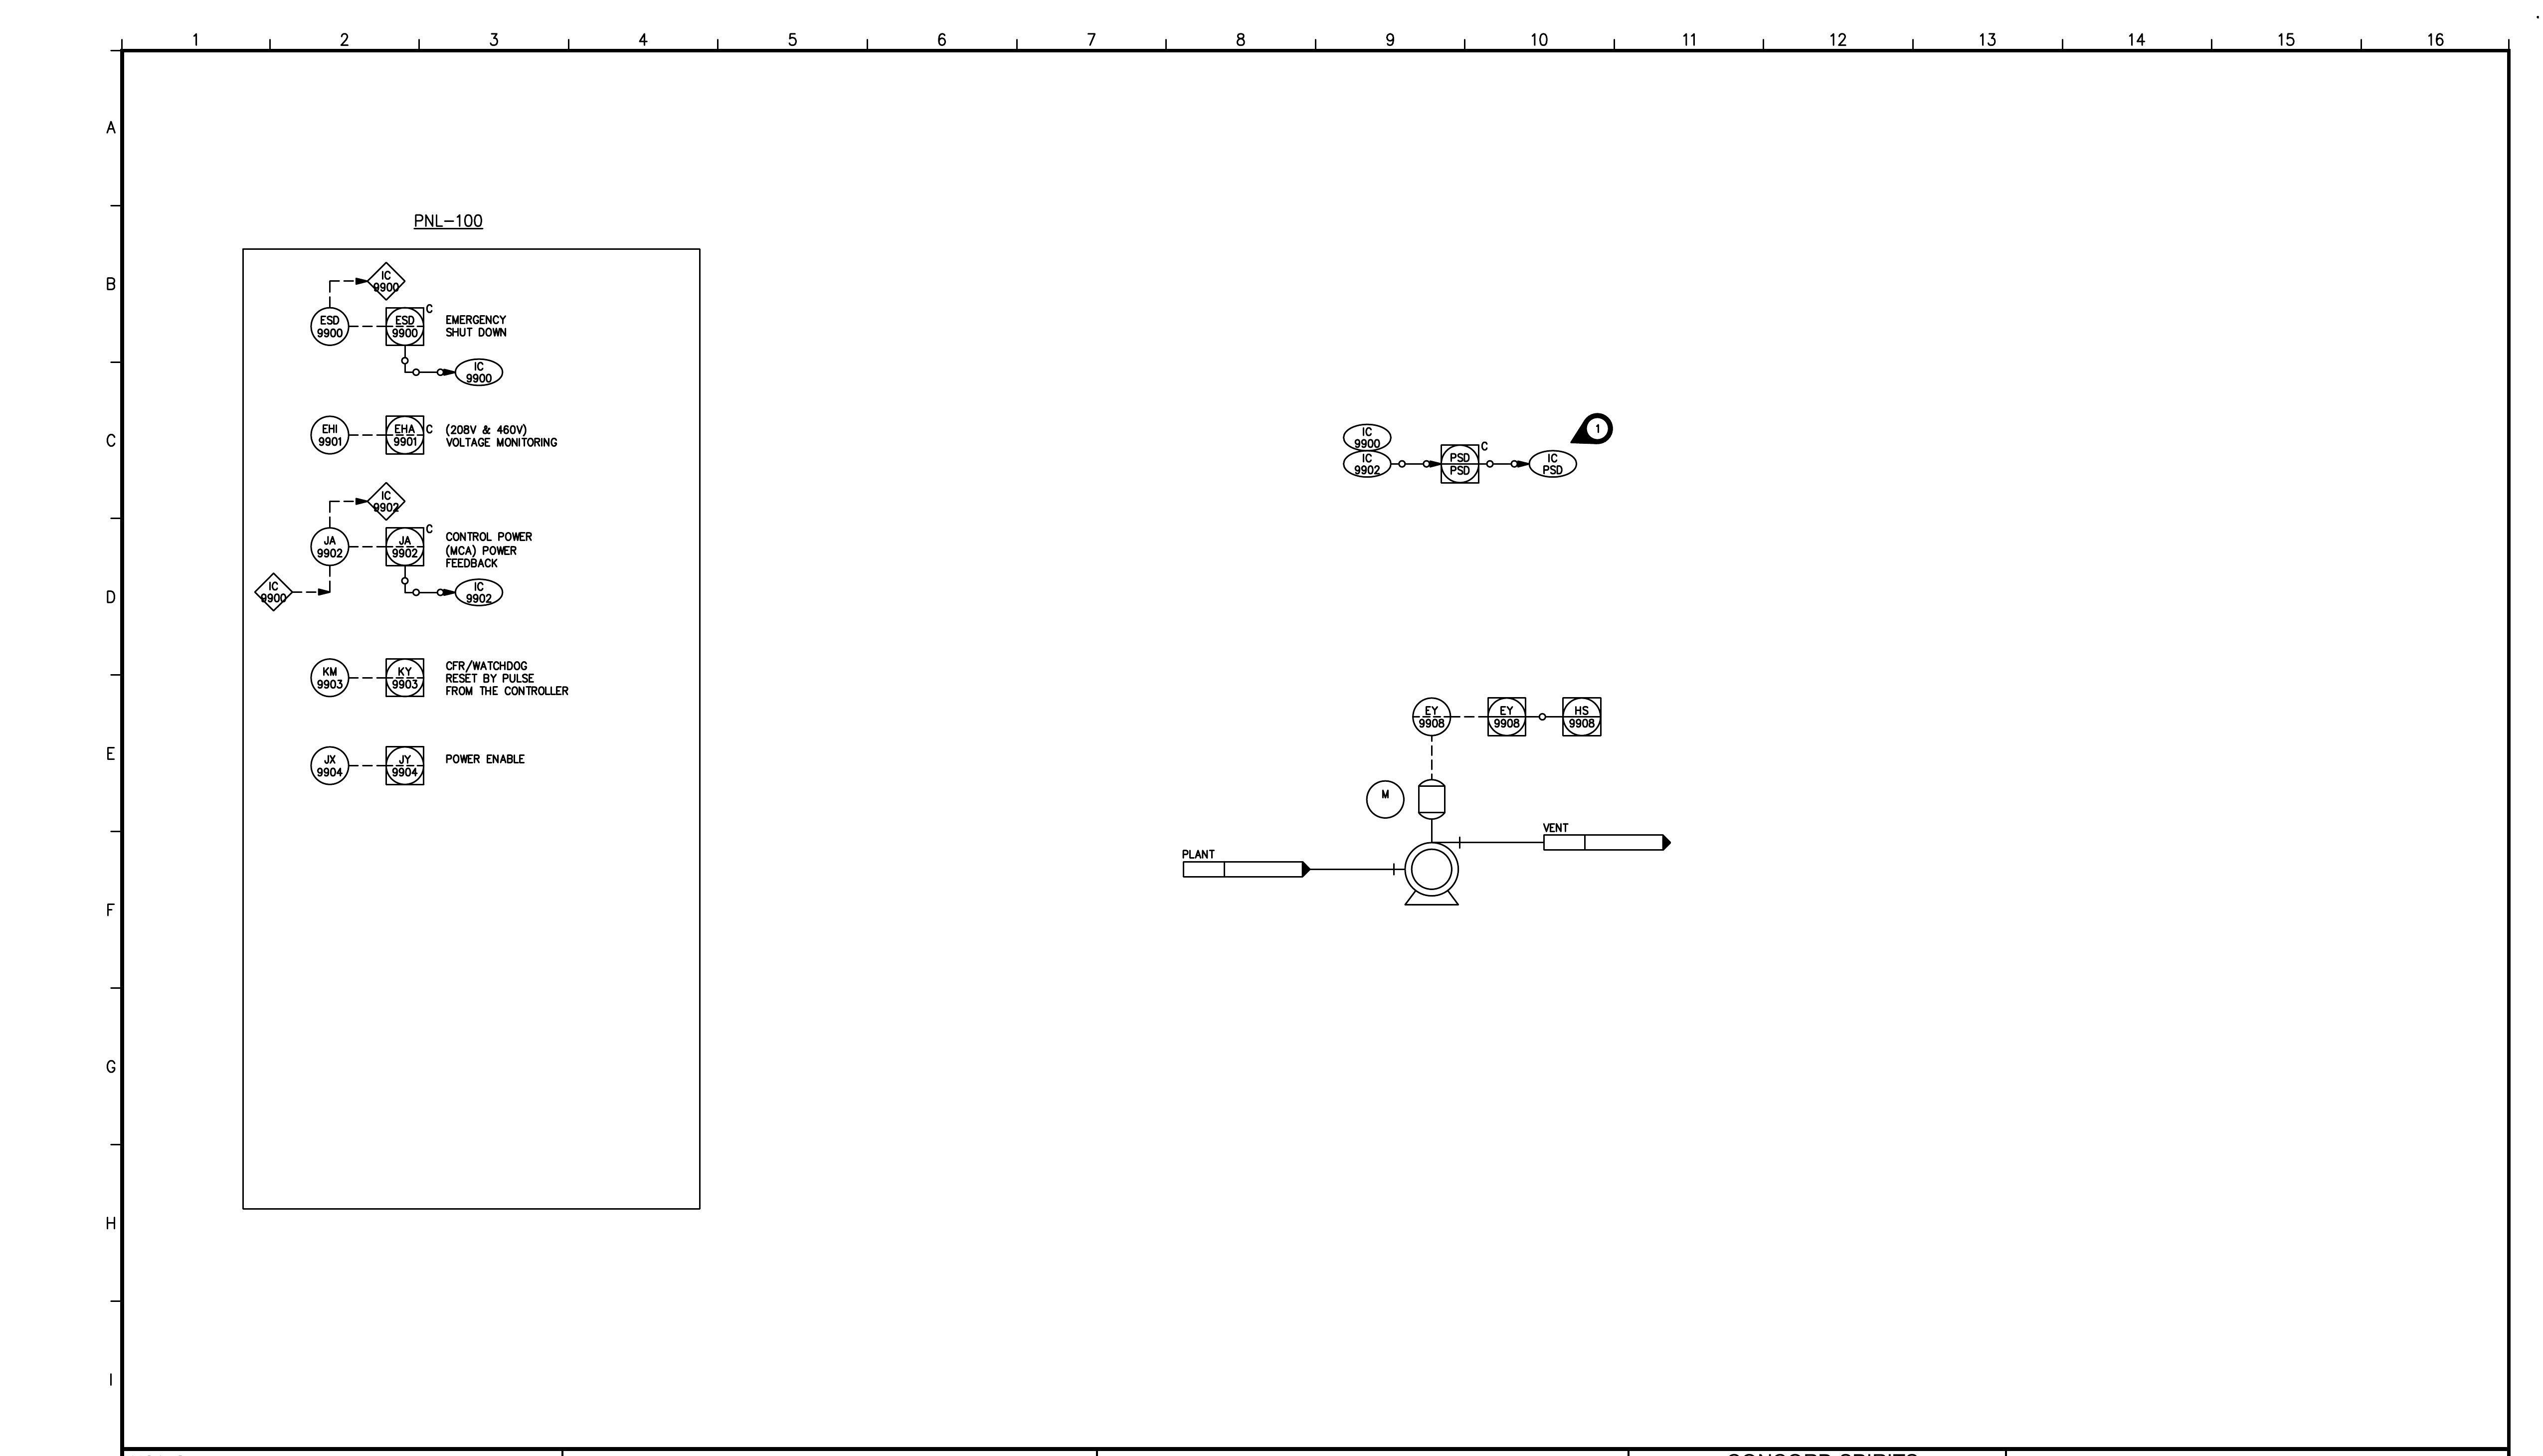 1 2 3 4 5 6 7 8 9 10 11 12 13 14 15 16
A
B
C
D
E
F
G
H
I
PNL-100
IC
9900
ESD
9900
ESD
9900
C
EMERGENCY
SHUT DOWN
IC
9900
EHI
9901
EHA
9901
C
(208V & 460V)
VOLTAGE MONITORING
IC
9902
JA
9902
JA
9902
C
CONTROL POWER
(MCA) POWER
FEEDBACK
IC
9900
IC
9902
KM
9903
KY
9903
CFR/WATCHDOG
RESET BY PULSE
FROM THE CONTROLLER
JX
9904
JY
9904
POWER ENABLE
IC
9900
IC
9902
PSD
PSD
C
IC
PSD
1
EY
9908
EY
9908
HS
9908
M
VENT
PLANT
CONCORD SPIRITS